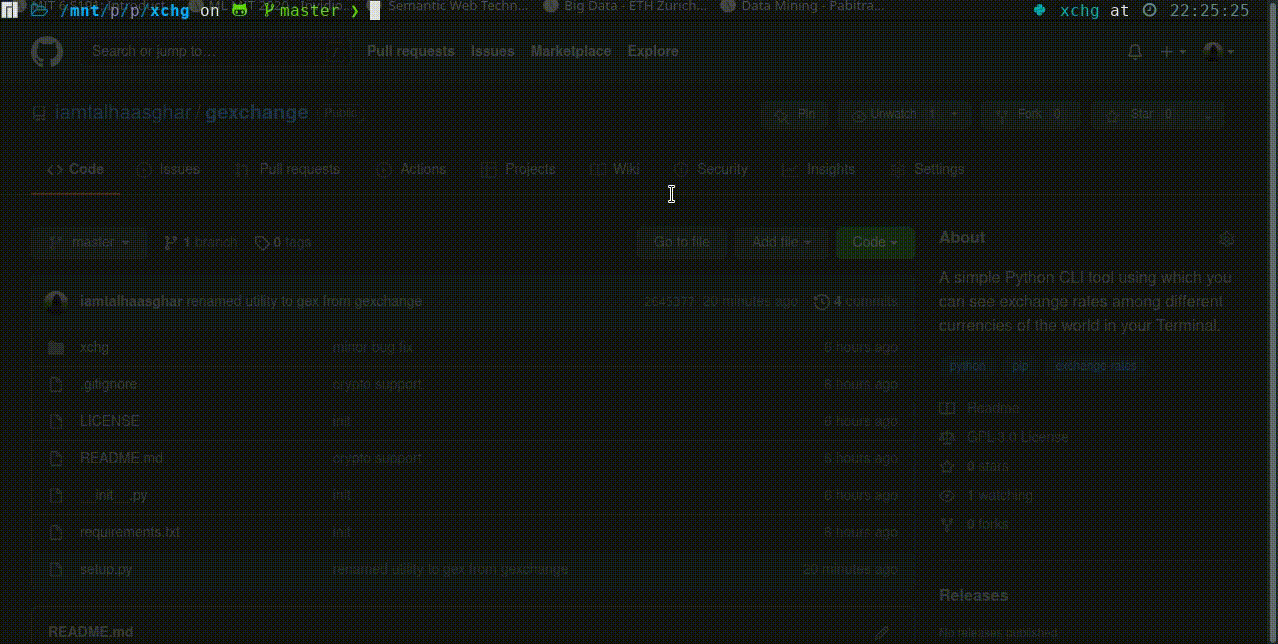 /mnt/p/p/xchg on master ❯ xchg at 22:25:25
Semantic Web Techn... Big Data - ETH Zurich... Data Mining - Pabitra...
Search or jump to...
Pull requests Issues Marketplace Explore
iamtalhaasghar / gexchange Public
Pin Unwatch 1 Fork 0 Star 0
Code Issues Pull requests Actions Projects Wiki Security Insights Settings
master 1 branch 0 tags Go to file Add file Code
iamtalhaasghar renamed utility to gex from gexchange 20 minutes ago 4 commits
xchg minor bug fix 6 hours ago
.gitignore crypto support 6 hours ago
LICENSE init 6 hours ago
README.md crypto support 6 hours ago
__init__.py init 6 hours ago
requirements.txt init 6 hours ago
setup.py renamed utility to gex from gexchange 20 minutes ago
README.md
About
A simple Python CLI tool using which you
can see exchange rates among different
currencies of the world in your Terminal.
python pip exchange-rates
Readme
GPL-3.0 License
0 stars
1 watching
0 forks
Releases
No releases published